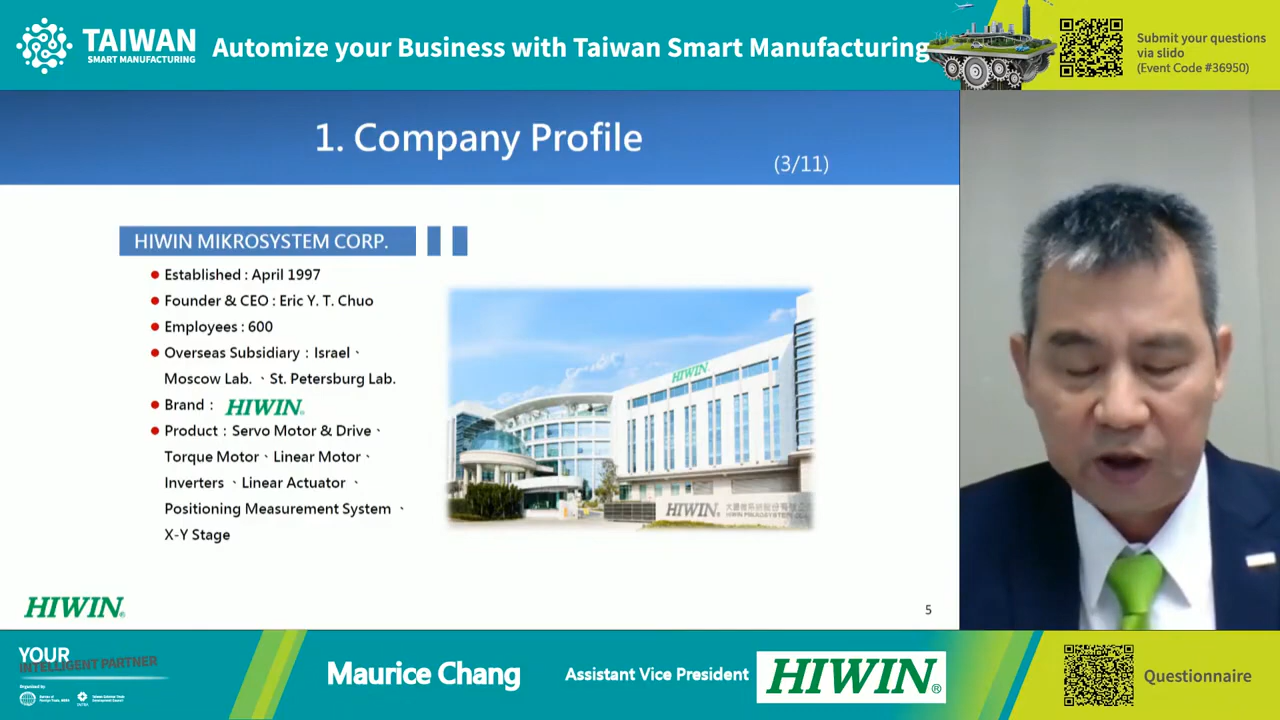 TAIWAN
SMART MANUFACTURING
Automize your Business with Taiwan Smart Manufacturing
Submit your questions
via slido
(Event Code #36950)
1. Company Profile
(3/11)
HIWIN MIKROSYSTEM CORP.
Established : April 1997
Founder & CEO : Eric Y. T. Chuo
Employees : 600
Overseas Subsidiary：Israel、
Moscow Lab. 、St. Petersburg Lab.
Brand： HIWIN®
Product：Servo Motor & Drive、
Torque Motor、Linear Motor、
Inverters 、Linear Actuator 、
Positioning Measurement System 、
X-Y Stage
HIWIN
HIWIN
HIWIN®
5
YOUR
INTELLIGENT PARTNER
Organized by
Maurice Chang
Assistant Vice President
HIWIN®
Questionnaire